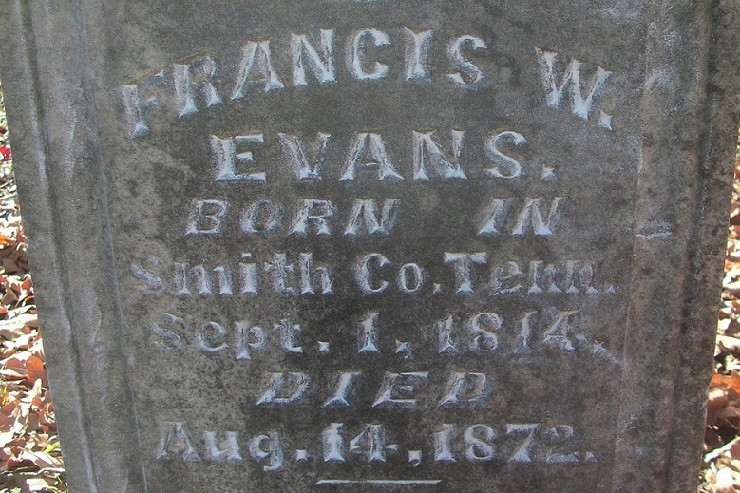 FRANCIS W.
EVANS.
BORN IN
Smith Co. Tenn.
Sept. 1, 1814.
DIED
Aug. 14, 1872.